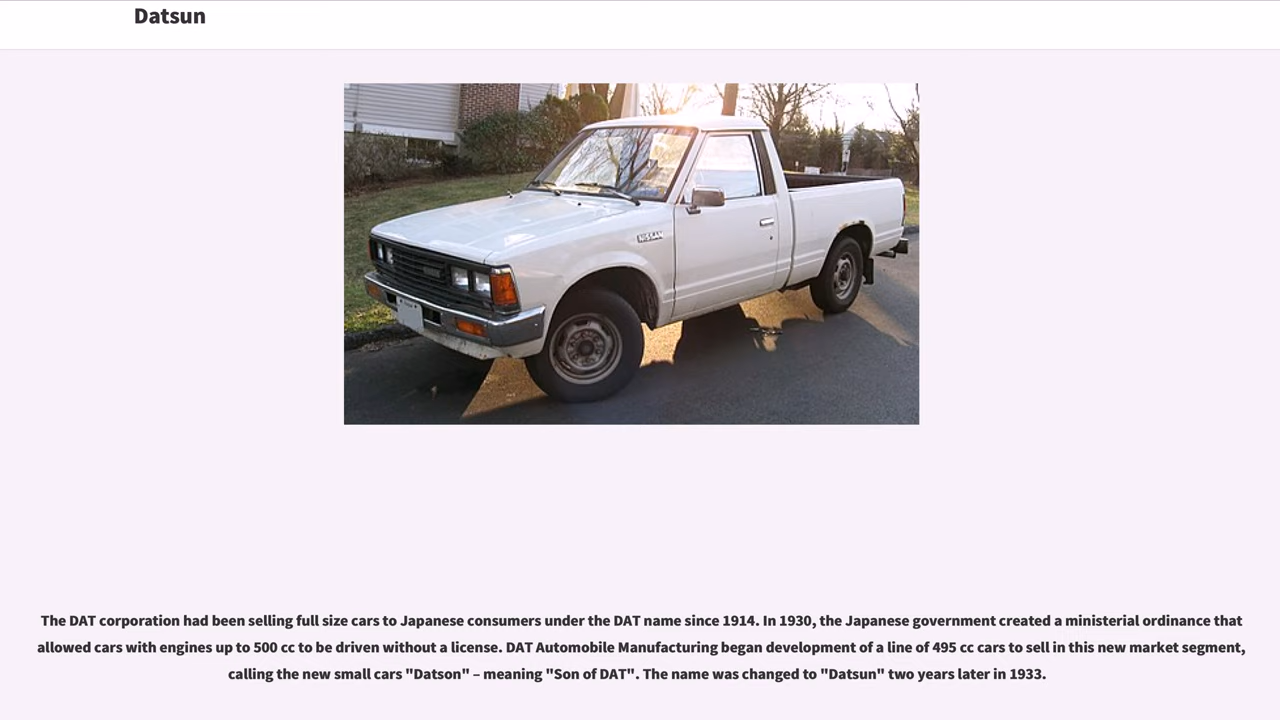 Datsun
NISSAN
The DAT corporation had been selling full size cars to Japanese consumers under the DAT name since 1914. In 1930, the Japanese government created a ministerial ordinance that
allowed cars with engines up to 500 cc to be driven without a license. DAT Automobile Manufacturing began development of a line of 495 cc cars to sell in this new market segment,
calling the new small cars "Datson" – meaning "Son of DAT". The name was changed to "Datsun" two years later in 1933.